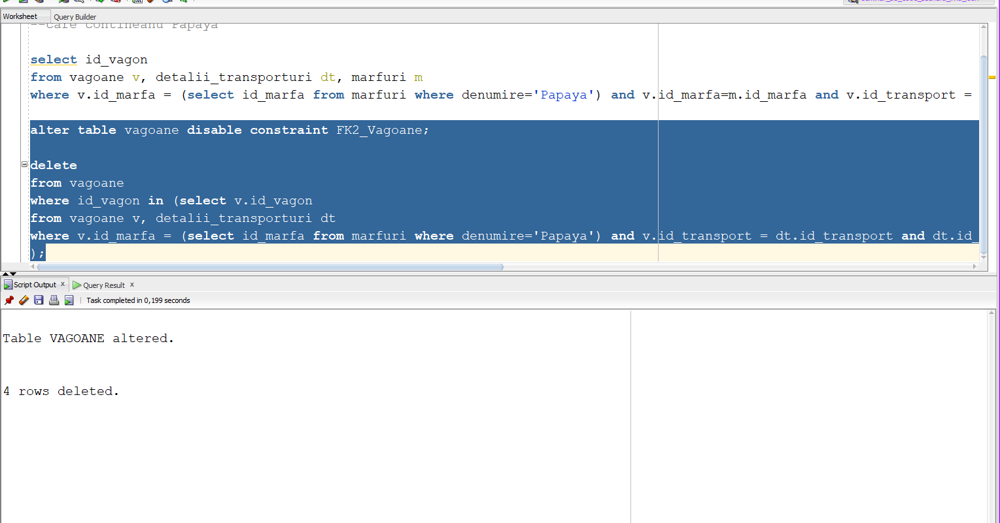 Worksheet Query Builder
--care contineanu Papaya
select id_vagon
from vagoane v, detalii_transporturi dt, marfuri m
where v.id_marfa = (select id_marfa from marfuri where denumire='Papaya') and v.id_marfa=m.id_marfa and v.id_transport =
alter table vagoane disable constraint FK2_Vagoane;
delete
from vagoane
where id_vagon in (select v.id_vagon
from vagoane v, detalii_transporturi dt
where v.id_marfa = (select id_marfa from marfuri where denumire='Papaya') and v.id_transport = dt.id_transport and dt.id_
);
Script Output x Query Result x
Task completed in 0,199 seconds
Table VAGOANE altered.
4 rows deleted.